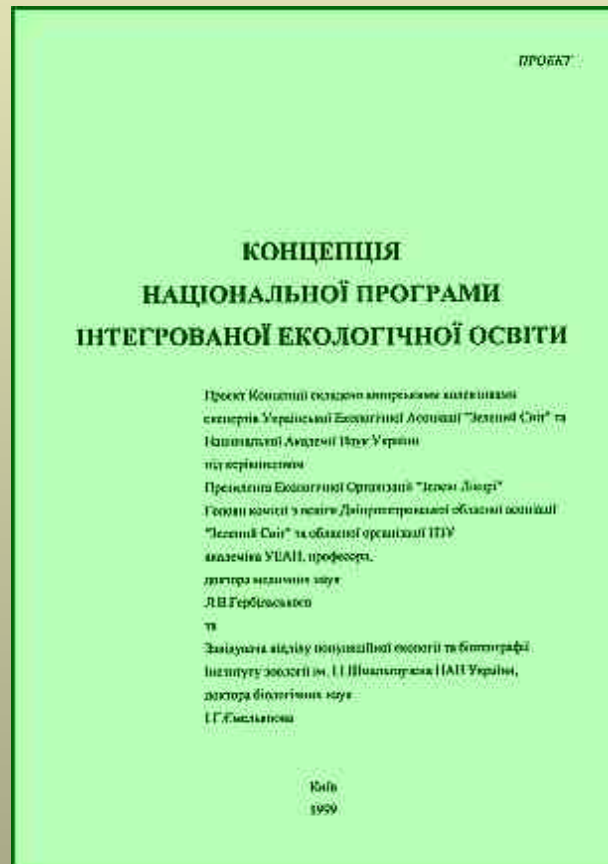 ПРОЕКТ
КОНЦЕПЦІЯ
НАЦІОНАЛЬНОЇ ПРОГРАМИ
ІНТЕГРОВАНОЇ ЕКОЛОГІЧНОЇ ОСВІТИ
Проект Концепції складено авторськими колективами
експертів Української Екологічної Асоціації "Зелений Світ" та
Національної Академії Наук України
під керівництвом
Президента Екологічної Організації "Зелені
Голови комісії з освіти Дніпропетровської обласної асоціації
"Зелений Світ" та обласної організації ПЗУ
академіка УЕАН, професора,
доктора медичних наук
Л.В.Гербільського
та
Завідувача відділу популяційної екології та біогеографії
Інституту зоології ім. І.І.Шмальгаузена НАН України,
доктора біологічних наук
І.Г.Ємельянова
Київ
1999